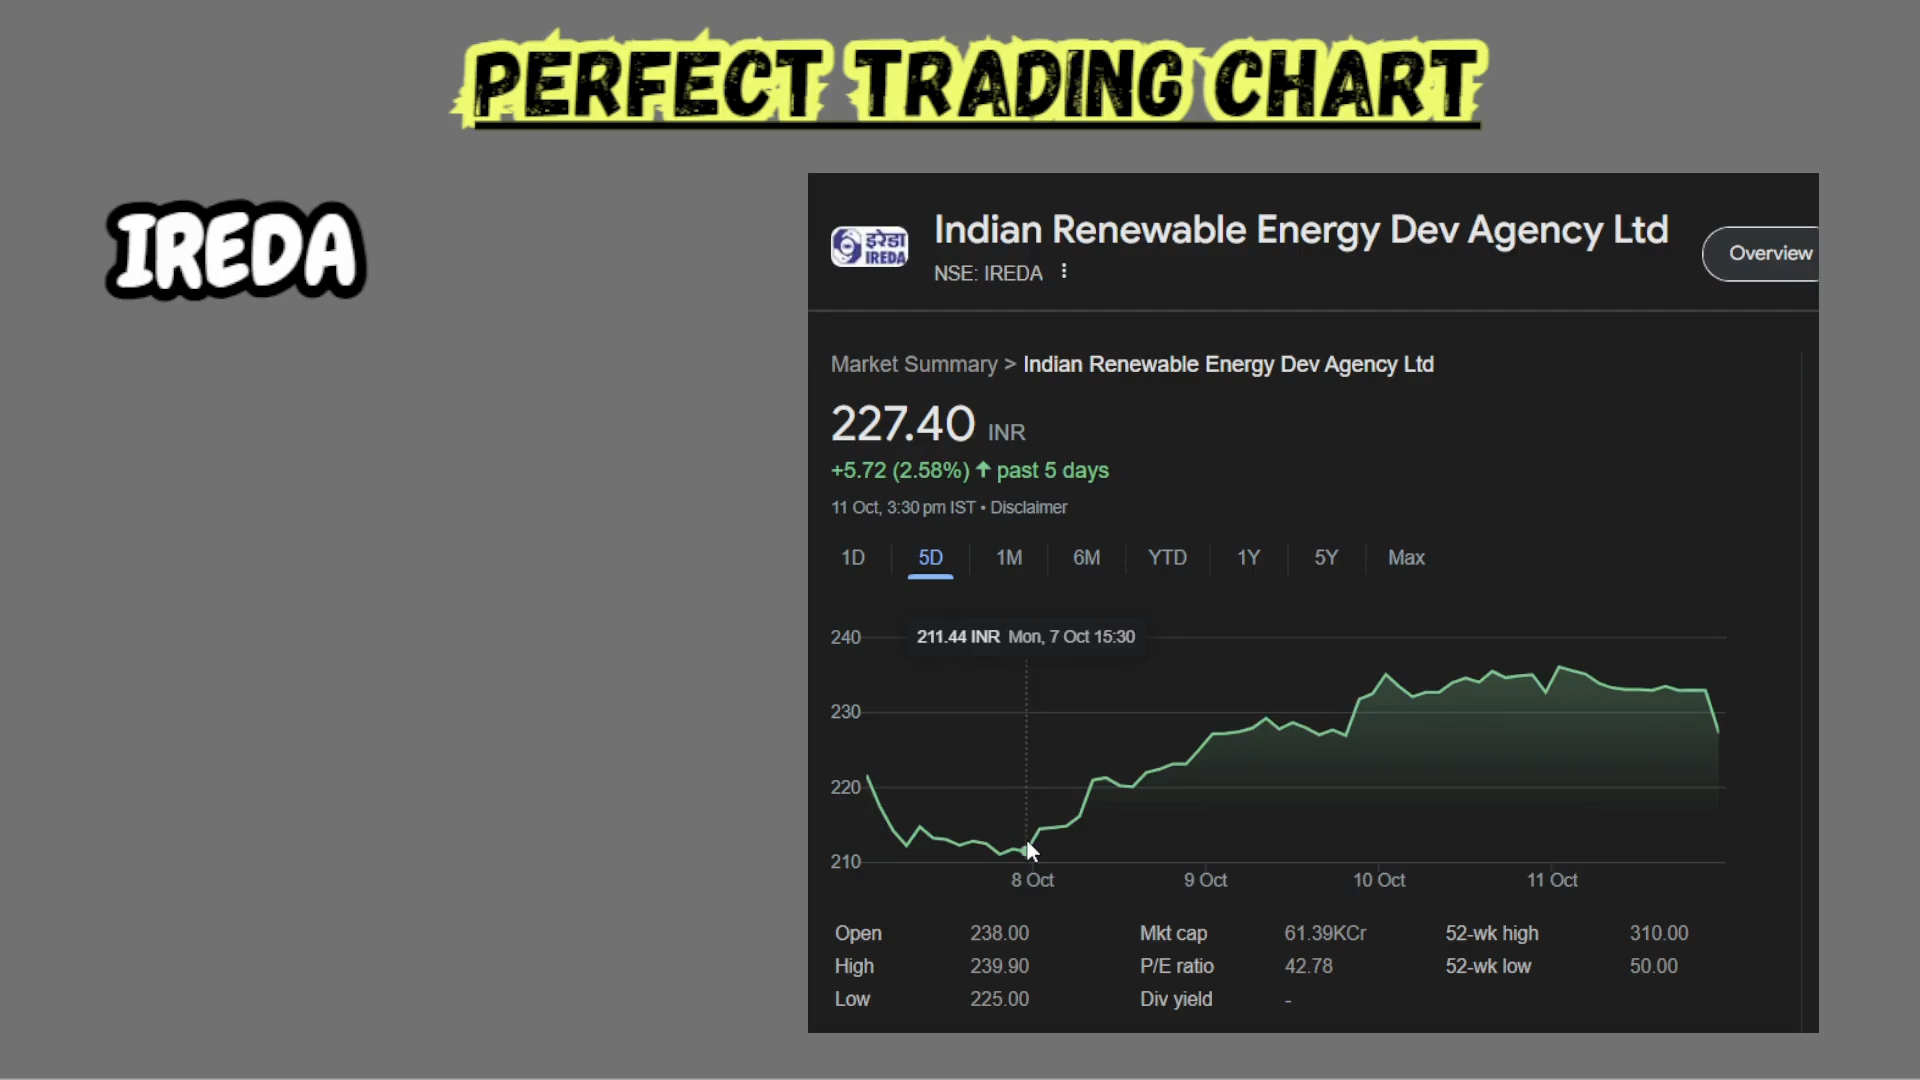 PERFECT TRADING CHART
IREDA
इरेडा
IREDA
Indian Renewable Energy Dev Agency Ltd
NSE: IREDA
Overview
Market Summary > Indian Renewable Energy Dev Agency Ltd
227.40 INR
+5.72 (2.58%) ↑ past 5 days
11 Oct, 3:30 pm IST • Disclaimer
1D 5D 1M 6M YTD 1Y 5Y Max
240
211.44 INR Mon, 7 Oct 15:30
230
220
210
8 Oct 9 Oct 10 Oct 11 Oct
Open 238.00 Mkt cap 61.39KCr 52-wk high 310.00
High 239.90 P/E ratio 42.78 52-wk low 50.00
Low 225.00 Div yield -